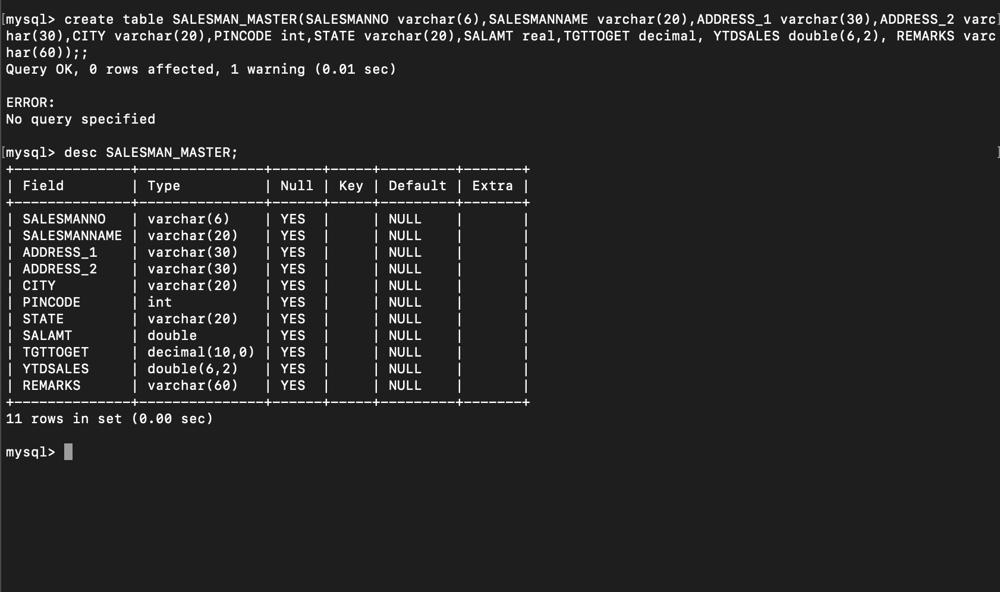 [mysql> create table SALESMAN_MASTER(SALESMANNO varchar(6),SALESMANNAME varchar(20),ADDRESS_1 varchar(30),ADDRESS_2 varc]
har(30),CITY varchar(20),PINCODE int,STATE varchar(20),SALAMT real,TGTTOGET decimal, YTDSALES double(6,2), REMARKS varc
har(60));;
Query OK, 0 rows affected, 1 warning (0.01 sec)
ERROR:
No query specified
[mysql> desc SALESMAN_MASTER; ]
+--------------+---------------+------+-----+---------+-------+
| Field        | Type          | Null | Key | Default | Extra |
+--------------+---------------+------+-----+---------+-------+
| SALESMANNO   | varchar(6)    | YES  |     | NULL    |       |
| SALESMANNAME | varchar(20)   | YES  |     | NULL    |       |
| ADDRESS_1    | varchar(30)   | YES  |     | NULL    |       |
| ADDRESS_2    | varchar(30)   | YES  |     | NULL    |       |
| CITY         | varchar(20)   | YES  |     | NULL    |       |
| PINCODE      | int           | YES  |     | NULL    |       |
| STATE        | varchar(20)   | YES  |     | NULL    |       |
| SALAMT       | double        | YES  |     | NULL    |       |
| TGTTOGET     | decimal(10,0) | YES  |     | NULL    |       |
| YTDSALES     | double(6,2)   | YES  |     | NULL    |       |
| REMARKS      | varchar(60)   | YES  |     | NULL    |       |
+--------------+---------------+------+-----+---------+-------+
11 rows in set (0.00 sec)
mysql>